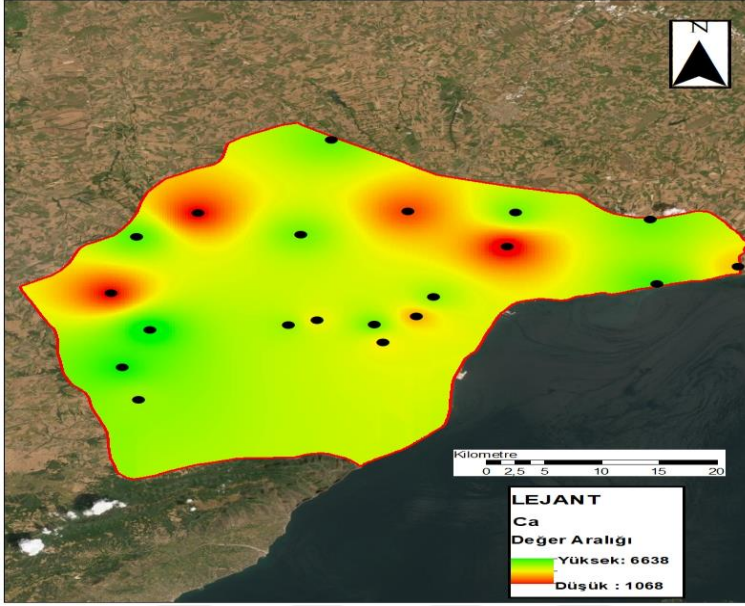 N
Kilometre
0 2,5 5 10 15 20
LEJANT
Ca
Değer Aralığı
Yüksek: 6638
Düşük : 1068